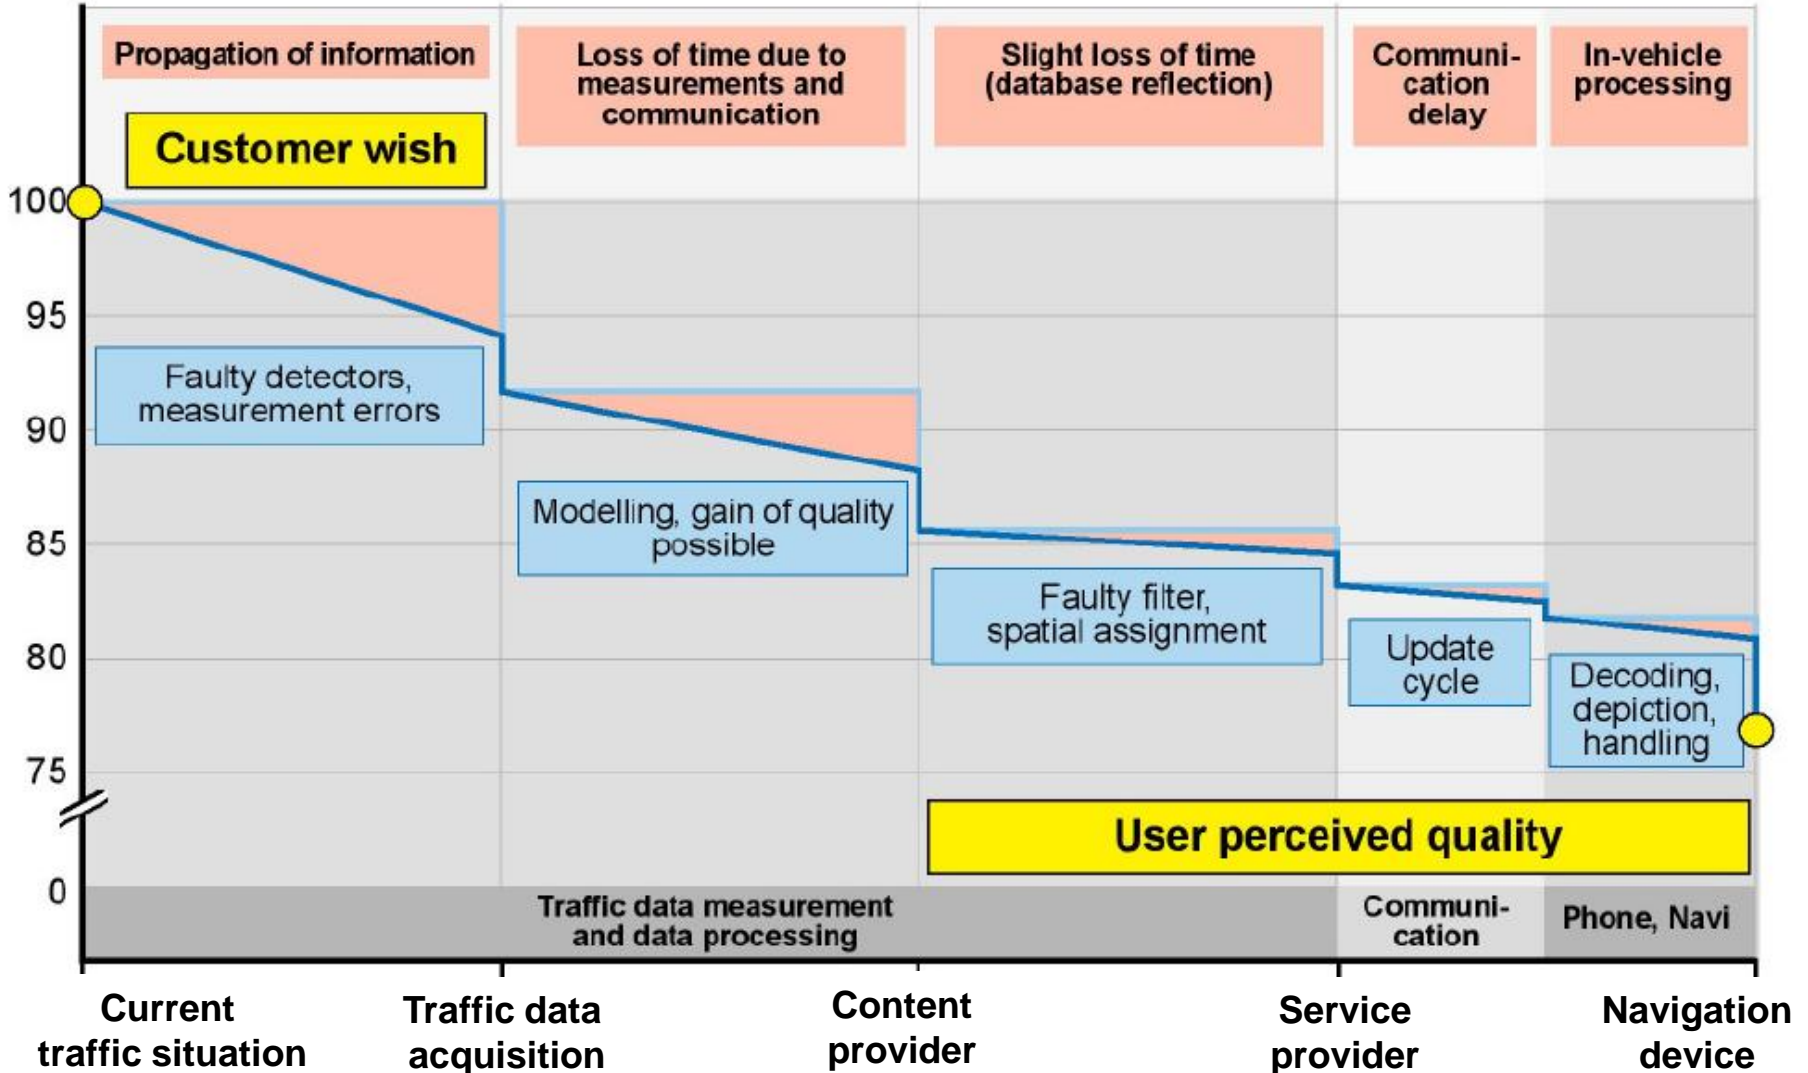 Propagation of information
Loss of time due to
measurements and
communication
Slight loss of time
(database reflection)
Communi-
cation
delay
In-vehicle
processing
Customer wish
100
95
90
85
80
75
0
Faulty detectors,
measurement errors
Modelling, gain of quality
possible
Faulty filter,
spatial assignment
Update
cycle
Decoding,
depiction,
handling
User perceived quality
Traffic data measurement
and data processing
Communi-
cation
Phone, Navi
Current
traffic situation
Traffic data
acquisition
Content
provider
Service
provider
Navigation
device